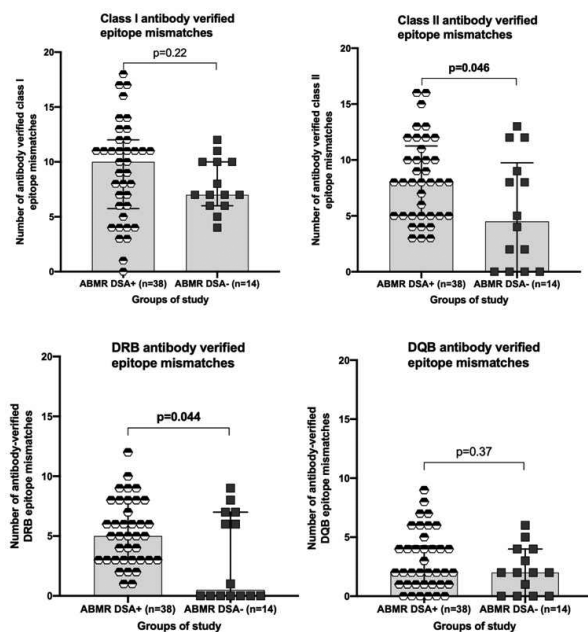 Class I antibody verified
epitope mismatches
p=0.22
Number of antibody verified class I
epitope mismatches
20
15
10
5
0
ABMR DSA+ (n=38) ABMR DSA- (n=14)
Groups of study
Class II antibody verified
epitope mismatches
p=0.046
Number of antibody verified class II
epitope mismatches
20
15
10
5
0
ABMR DSA+ (n=38) ABMR DSA- (n=14)
Groups of study
DRB antibody verified
epitope mismatches
p=0.044
Number of antibody-verified
DRB epitope mismatches
20
15
10
5
0
ABMR DSA+ (n=38) ABMR DSA- (n=14)
Groups of study
DQB antibody verified
epitope mismatches
p=0.37
Number of antibody-verified
DQB epitope mismatches
20
15
10
5
0
ABMR DSA+ (n=38) ABMR DSA- (n=14)
Groups of study